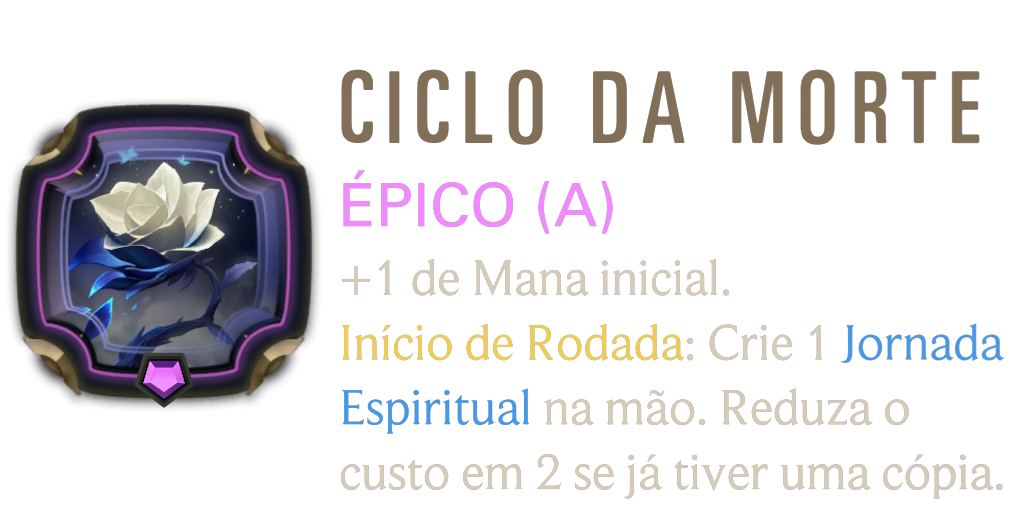 CICLO DA MORTE
ÉPICO (A)
+1 de Mana inicial.
Início de Rodada: Crie 1 Jornada
Espiritual na mão. Reduza o
custo em 2 se já tiver uma cópia.